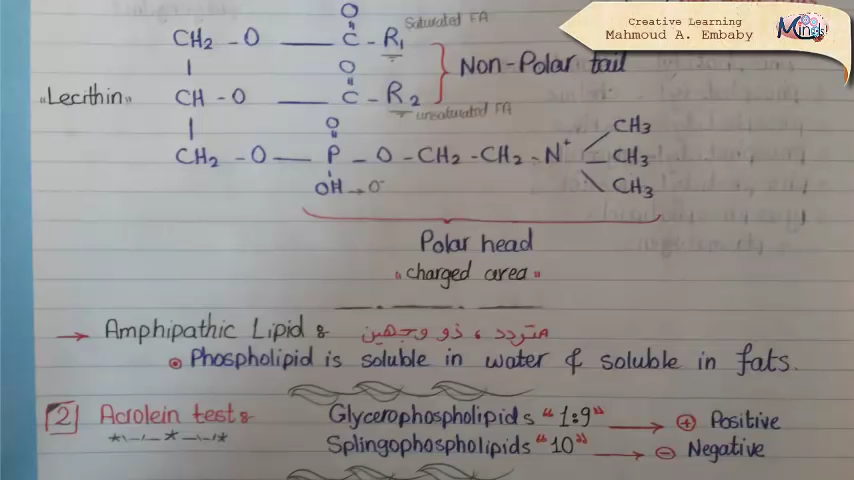 Creative Learning
Mahmoud A. Embaby
Minds
O
Saturated FA
CH2 - O — C - R1
O
Non-Polar tail
"Lecithin" CH - O — C - R2
unsaturated FA
O
CH3
CH2 - O — P - O - CH2 - CH2 - N+ CH3
OH → O-
CH3
Polar head
"charged area"
→ Amphipathic Lipid : متردد ، ذو وجهين
Phospholipid is soluble in water & soluble in fats.
2 Acrolein test : Glycerophospholipids "1:9" → + Positive
Splingophospholipids "10" → - Negative